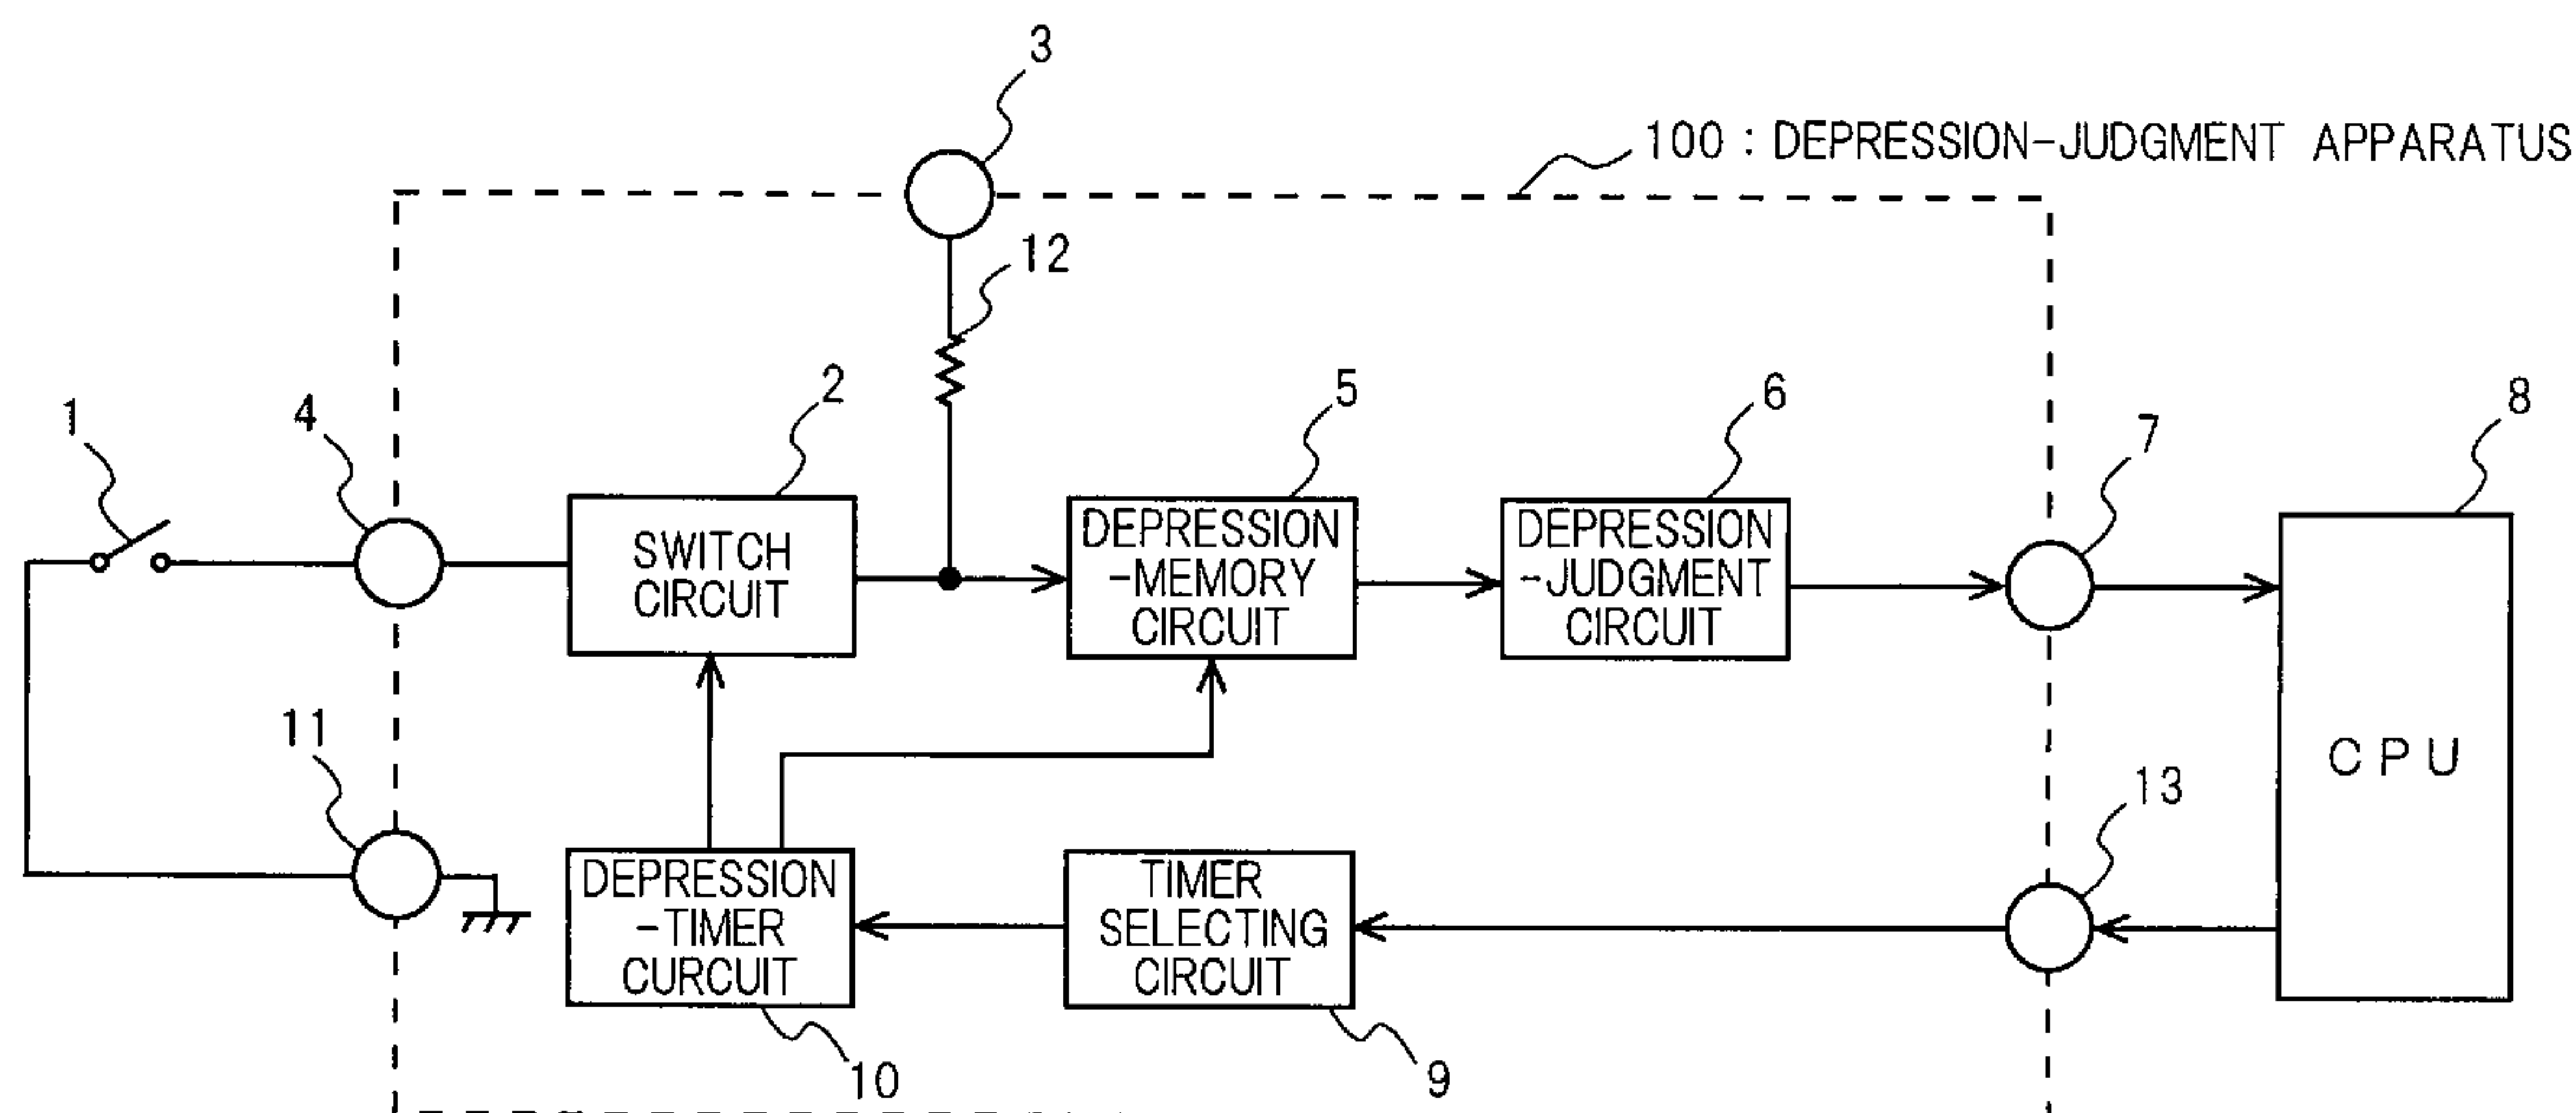 3
100 : DEPRESSION-JUDGMENT APPARATUS
12
1
4
2
5
6
7
8
SWITCH
CIRCUIT
DEPRESSION
-MEMORY
CIRCUIT
DEPRESSION
-JUDGMENT
CIRCUIT
CPU
11
13
DEPRESSION
-TIMER
CURCUIT
TIMER
SELECTING
CIRCUIT
10
9